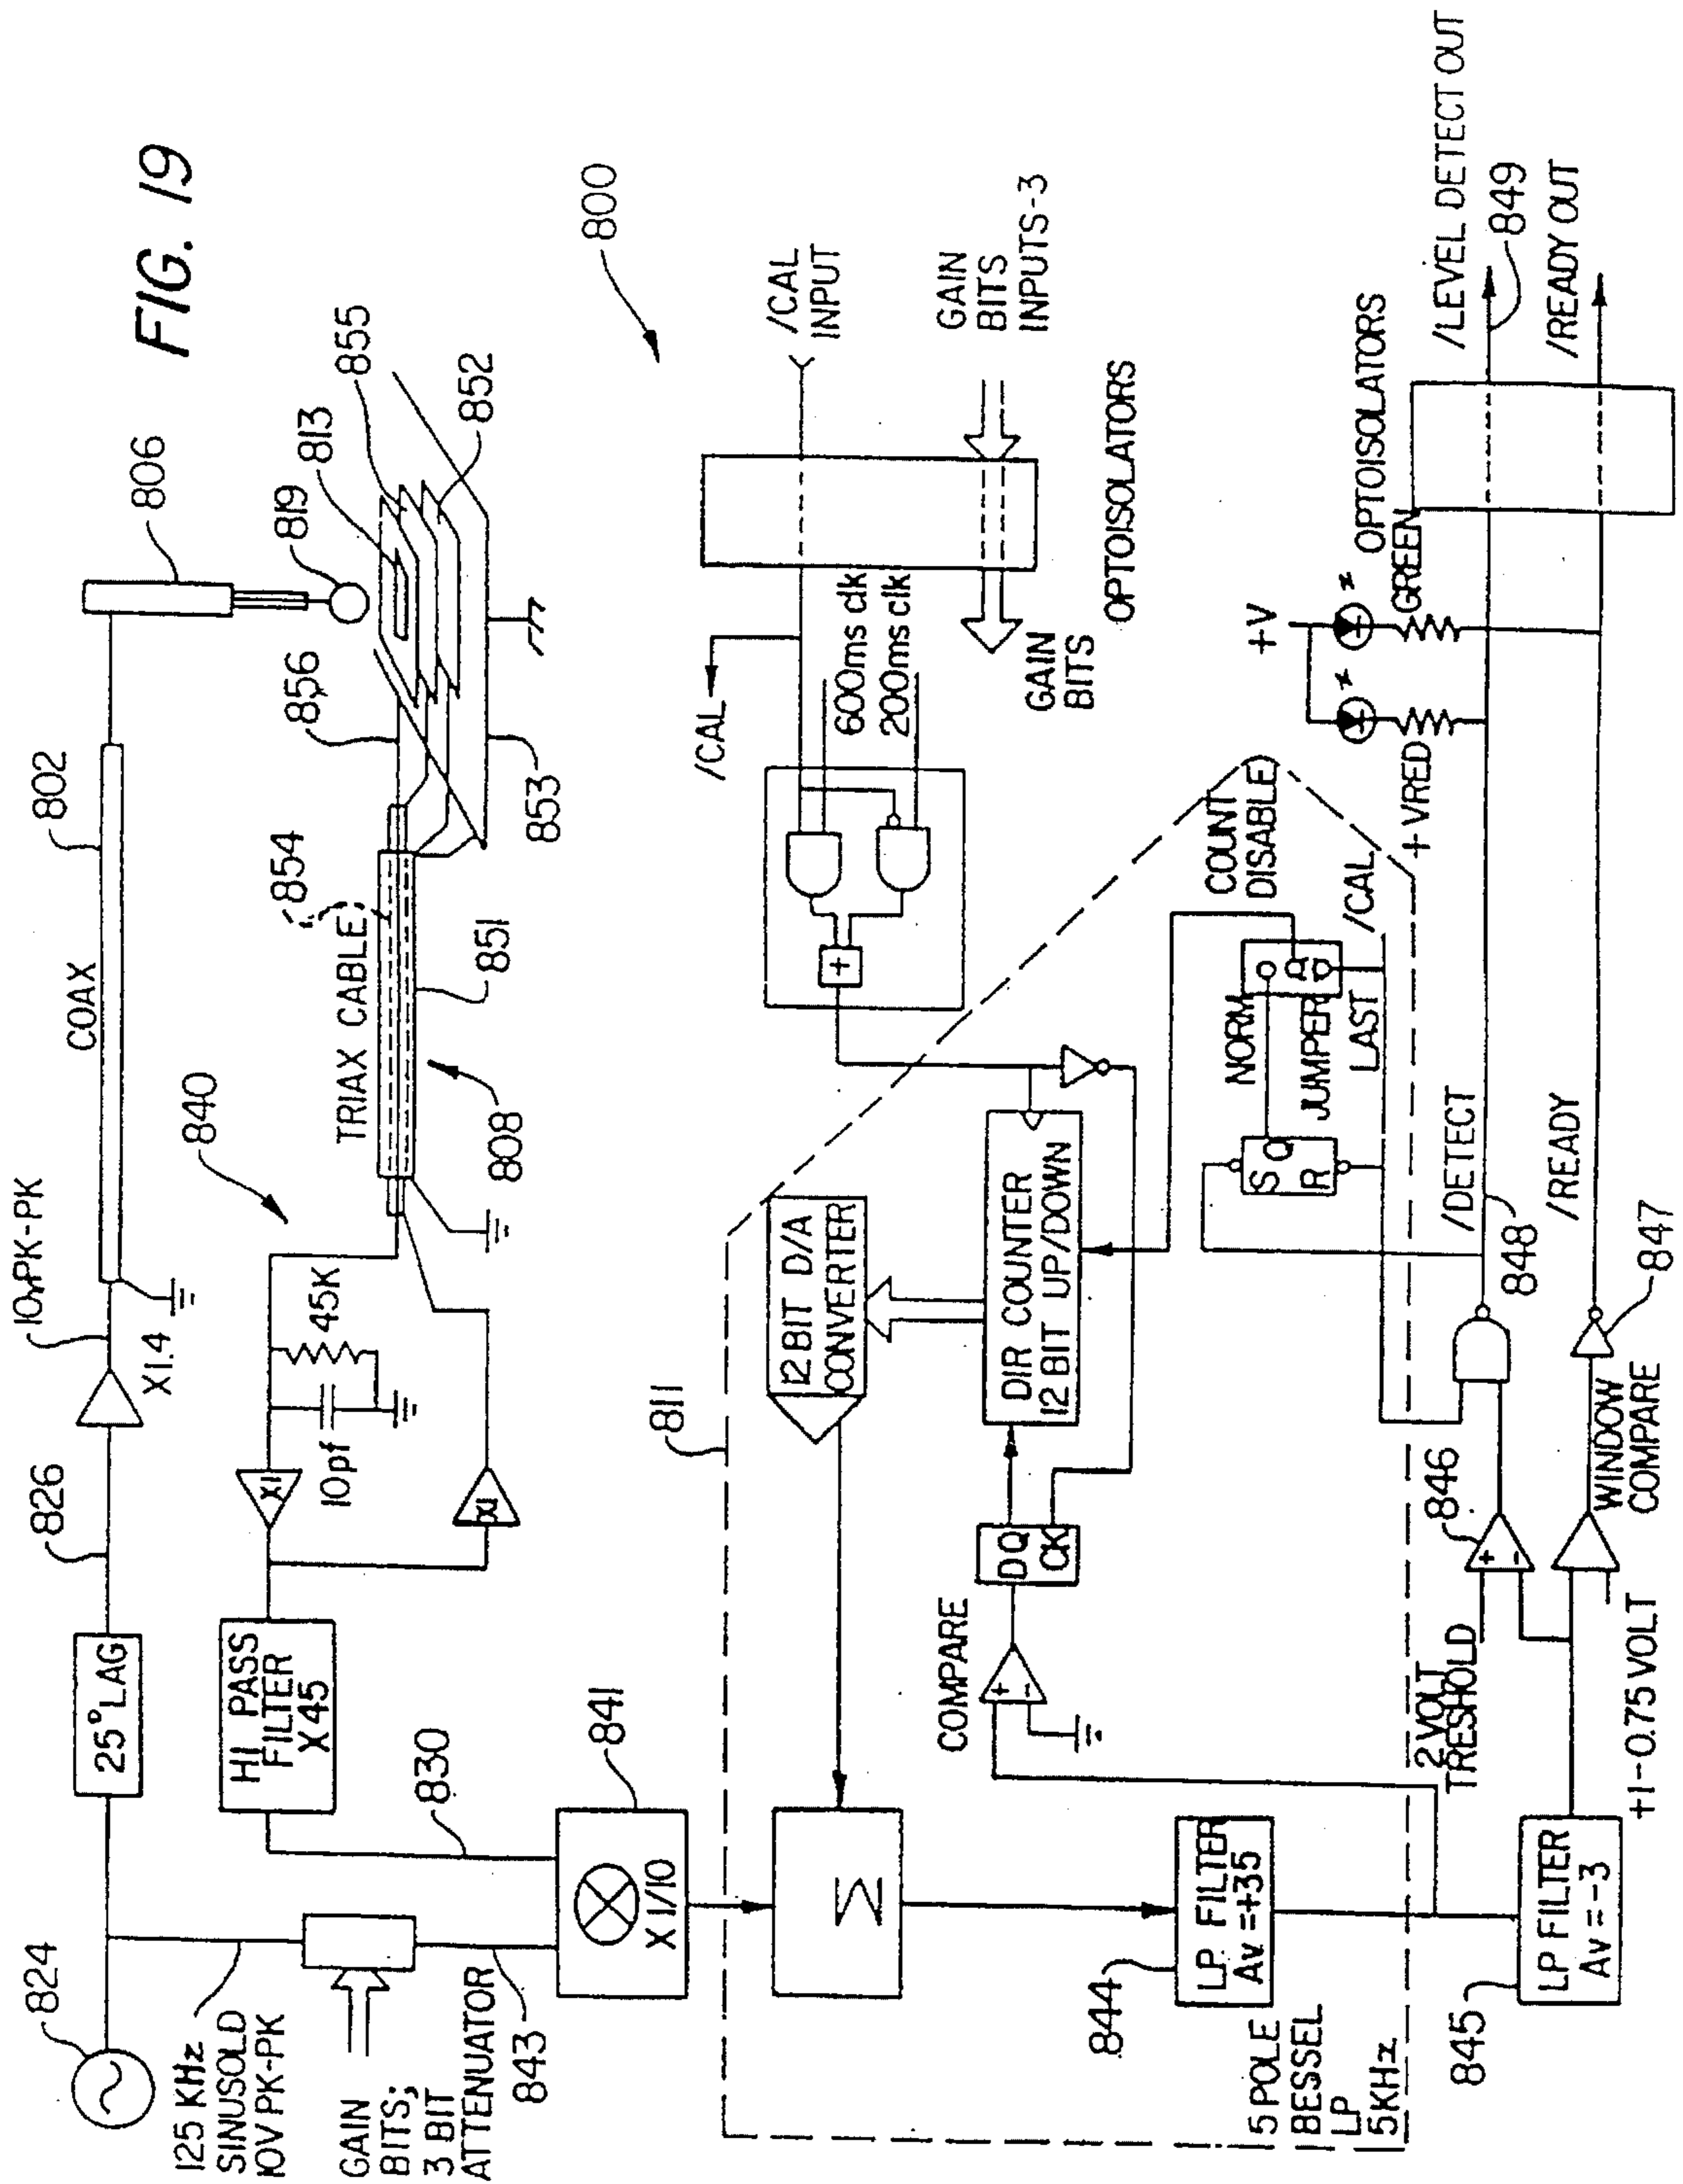 FIG. 19
824
125 KHz
SINUSOLD
10V PK-PK
25° LAG
826
X1.4
10vPK-PK
COAX
802
806
819
813
855
852
GAIN
BITS;
3 BIT
ATTENUATOR
843
HI PASS
FILTER
X45
830
X1
X1
10pf
45K
840
TRIAX CABLE
854
851
808
856
853
841
X 1/10
800
/CAL
INPUT
GAIN
BITS
INPUTS-3
/CAL
600ms clk
200ms clk
GAIN
BITS
OPTOISOLATORS
+
811
12 BIT D/A
CONVERTER
Σ
DIR COUNTER
12 BIT UP/DOWN
COMPARE
+
-
D Q
CK
844
LP. FILTER
Av =+35
5 POLE
BESSEL
LP
5KHz
S
Q
R
NORM
JUMPER
LAST
COUNT
DISABLE
/CAL
845
LP FILTER
Av =-3
2 VOLT
TRESHOLD
+
-
846
+1-0.75 VOLT
WINDOW
COMPARE
847
/DETECT
848
/READY
+VRED
+V
GREEN
OPTOISOLATORS
/LEVEL DETECT OUT
849
/READY OUT